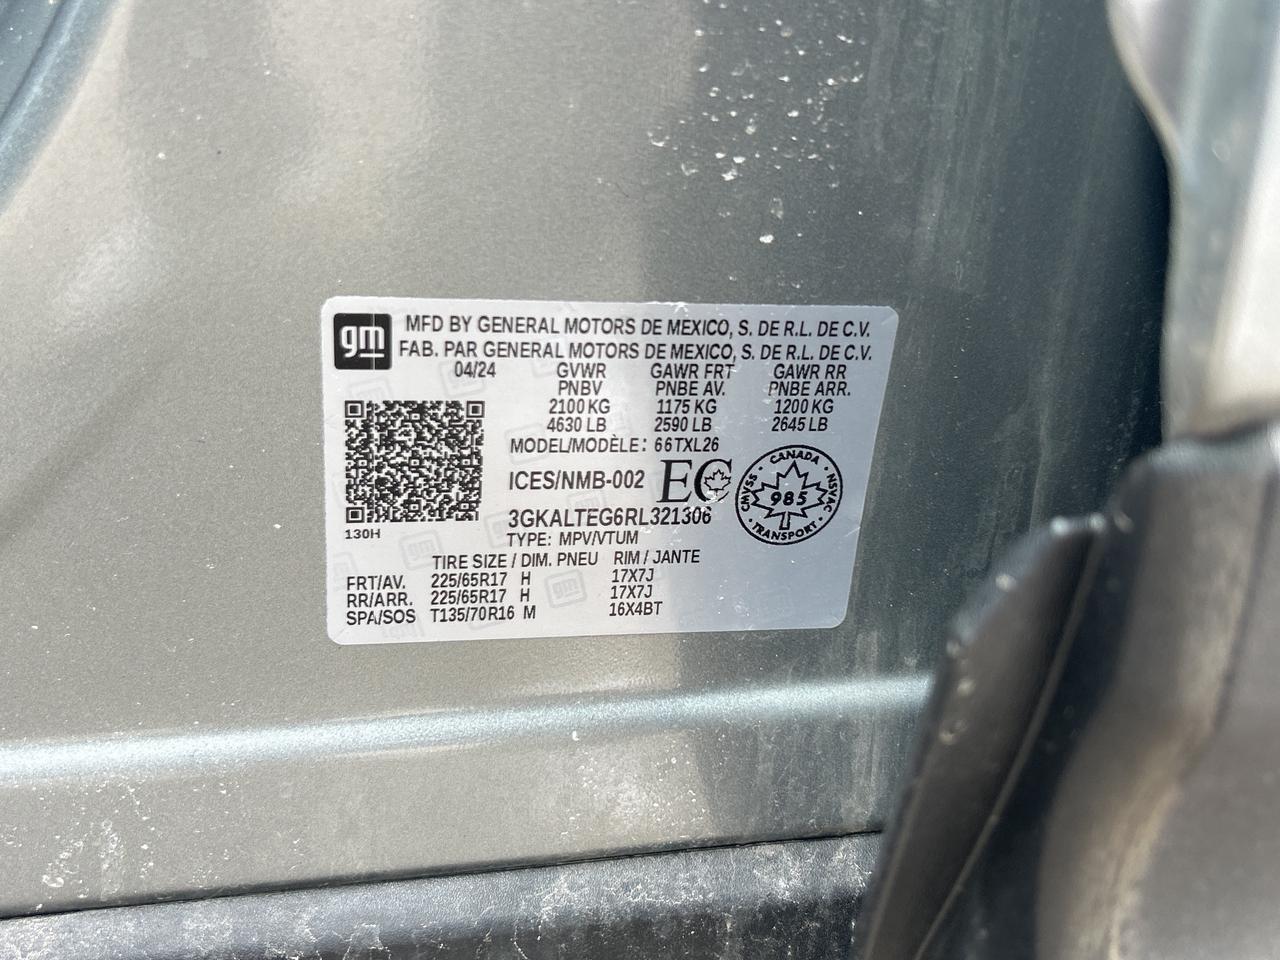 gm
MFD BY GENERAL MOTORS DE MEXICO, S. DE R.L. DE C.V.
FAB. PAR GENERAL MOTORS DE MEXICO, S. DE R.L. DE C.V.
04/24 GVWR GAWR FRT GAWR RR
PNBV PNBE AV. PNBE ARR.
2100 KG 1175 KG 1200 KG
4630 LB 2590 LB 2645 LB
MODEL/MODÈLE: 66TXL26
ICES/NMB-002 EC
CANADA
CMVSS 985 NSVAC
TRANSPORT
3GKALTEG6RL321306
130H
TYPE: MPV/VTUM
TIRE SIZE / DIM. PNEU RIM / JANTE
FRT/AV. 225/65R17 H 17X7J
RR/ARR. 225/65R17 H 17X7J
SPA/SOS T135/70R16 M 16X4BT